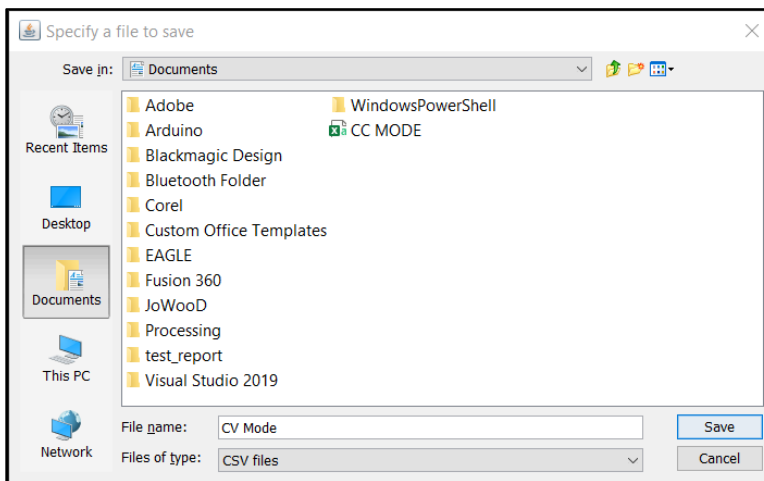 Specify a file to save
Save in:
Documents
Recent Items
Desktop
Documents
This PC
Network
Adobe
Arduino
Blackmagic Design
Bluetooth Folder
Corel
Custom Office Templates
EAGLE
Fusion 360
JoWooD
Processing
test_report
Visual Studio 2019
WindowsPowerShell
CC MODE
File name:
CV Mode
Save
Files of type:
CSV files
Cancel